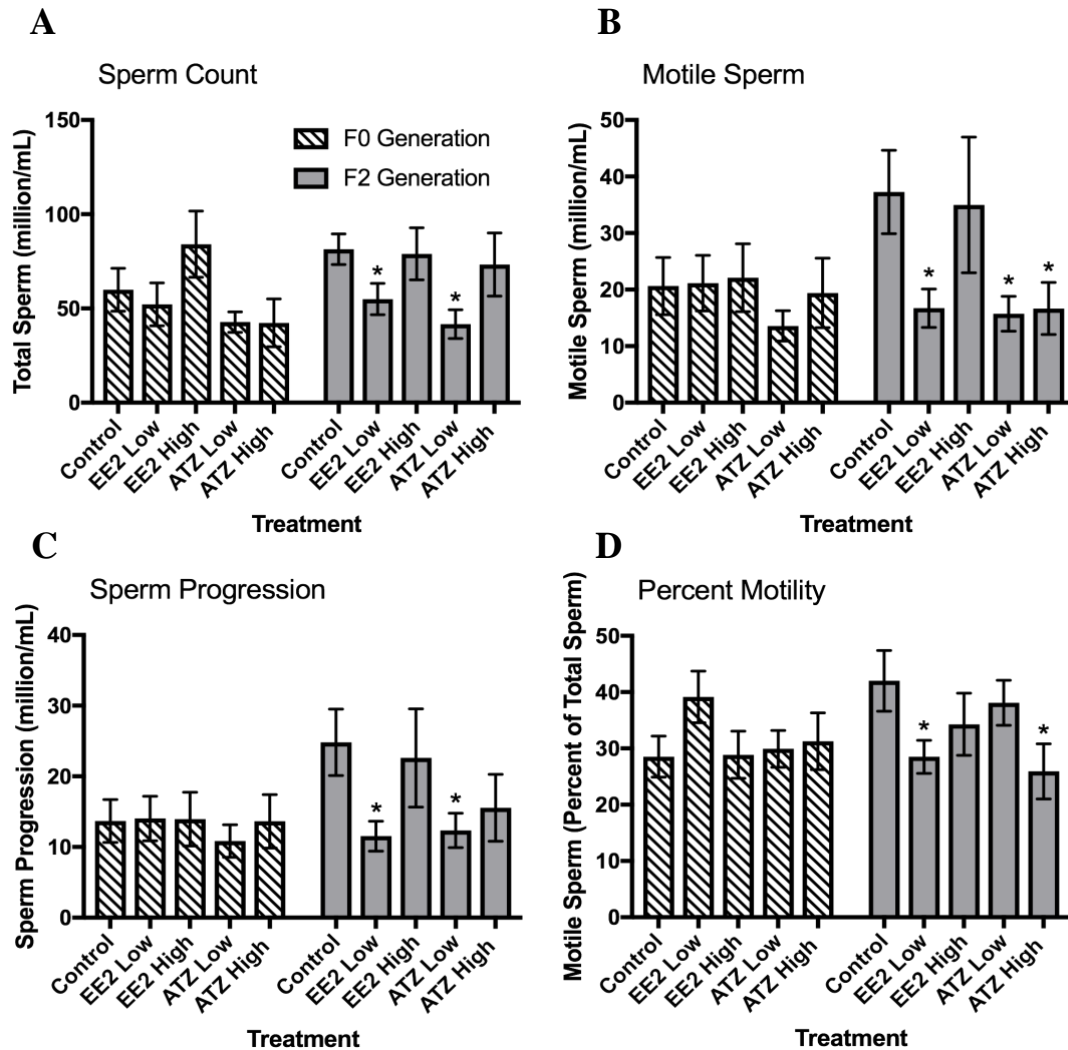 A
Sperm Count
Total Sperm (million/mL)
150
100
50
0
F0 Generation
F2 Generation
*
*
Control
EE2 Low
EE2 High
ATZ Low
ATZ High
Control
EE2 Low
EE2 High
ATZ Low
ATZ High
Treatment
B
Motile Sperm
Motile Sperm (million/mL)
50
40
30
20
10
0
*
*
*
Control
EE2 Low
EE2 High
ATZ Low
ATZ High
Control
EE2 Low
EE2 High
ATZ Low
ATZ High
Treatment
C
Sperm Progression
Sperm Progression (million/mL)
40
30
20
10
0
*
*
Control
EE2 Low
EE2 High
ATZ Low
ATZ High
Control
EE2 Low
EE2 High
ATZ Low
ATZ High
Treatment
D
Percent Motility
Motile Sperm (Percent of Total Sperm)
50
40
30
20
10
0
*
*
Control
EE2 Low
EE2 High
ATZ Low
ATZ High
Control
EE2 Low
EE2 High
ATZ Low
ATZ High
Treatment